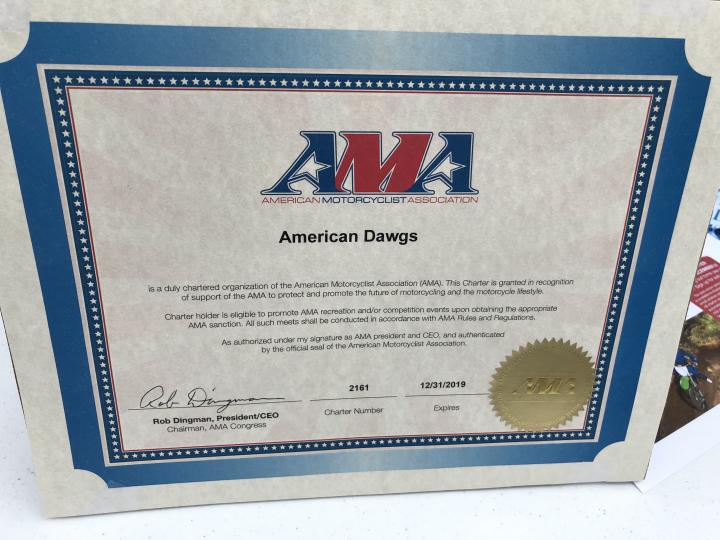 AMA
AMERICAN MOTORCYCLIST ASSOCIATION
American Dawgs
is a duly chartered organization of the American Motorcyclist Association (AMA). This Charter is granted in recognition
of support of the AMA to protect and promote the future of motorcycling and the motorcycle lifestyle.
Charter holder is eligible to promote AMA recreation and/or competition events upon obtaining the appropriate
AMA sanction. All such meets shall be conducted in accordance with AMA Rules and Regulations.
As authorized under my signature as AMA president and CEO, and authenticated
by the official seal of the American Motorcyclist Association.
Rob Dingman
Rob Dingman, President/CEO
Chairman, AMA Congress
2161
Charter Number
12/31/2019
Expires
AMA